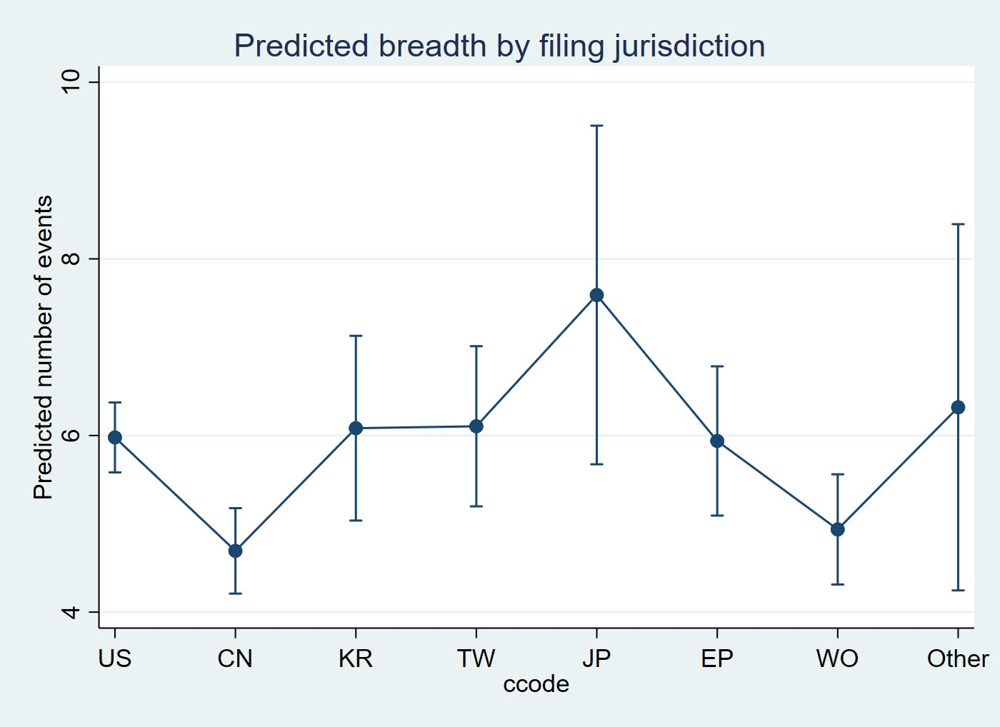 Predicted breadth by filing jurisdiction
Predicted number of events
10
8
6
4
US CN KR TW JP EP WO Other
ccode